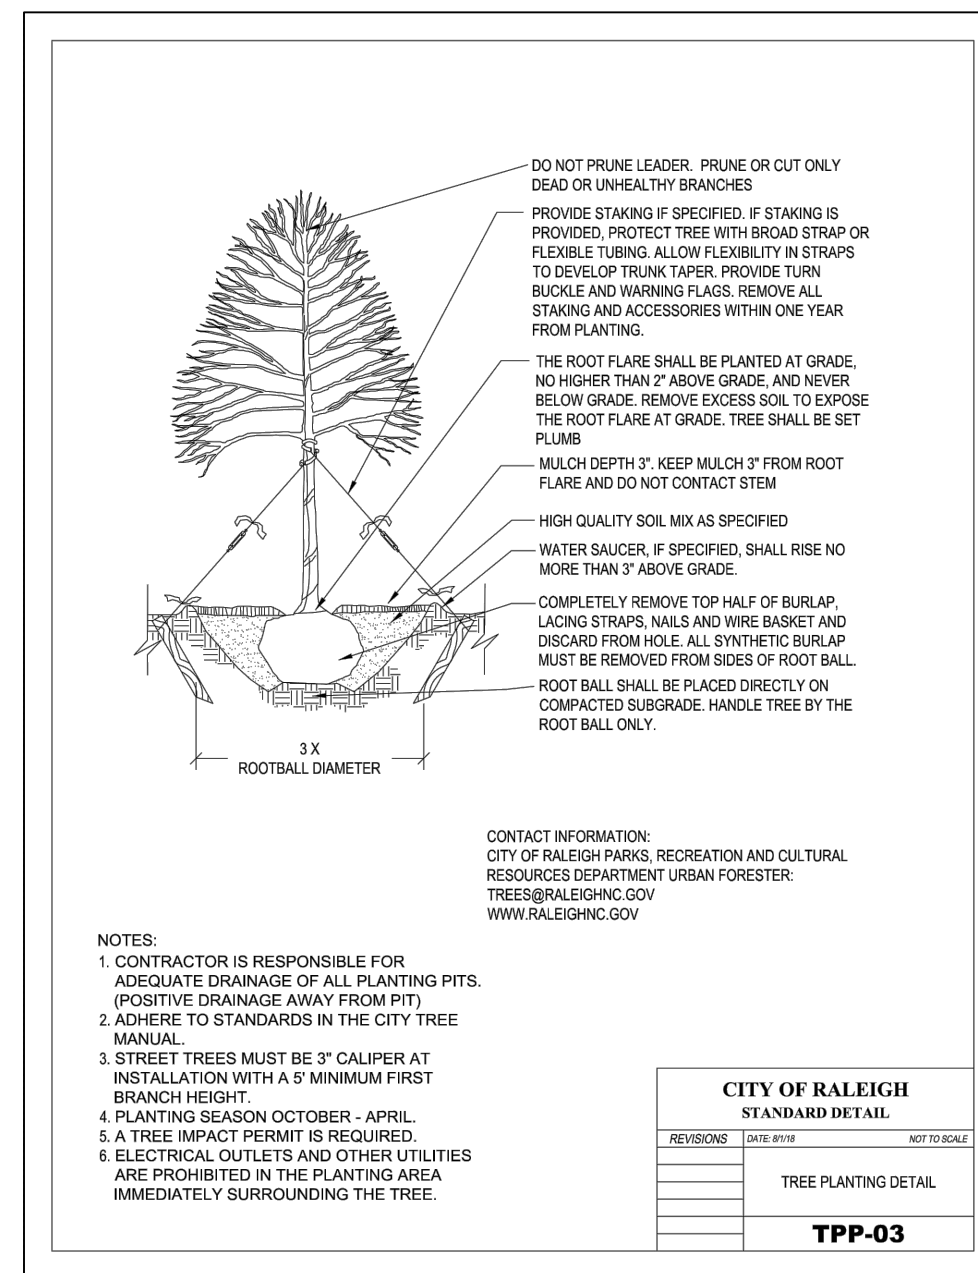 DO NOT PRUNE LEADER. PRUNE OR CUT ONLY
DEAD OR UNHEALTHY BRANCHES
PROVIDE STAKING IF SPECIFIED. IF STAKING IS
PROVIDED, PROTECT TREE WITH BROAD STRAP OR
FLEXIBLE TUBING. ALLOW FLEXIBILITY IN STRAPS
TO DEVELOP TRUNK TAPER. PROVIDE TURN
BUCKLE AND WARNING FLAGS. REMOVE ALL
STAKING AND ACCESSORIES WITHIN ONE YEAR
FROM PLANTING.
THE ROOT FLARE SHALL BE PLANTED AT GRADE,
NO HIGHER THAN 2" ABOVE GRADE, AND NEVER
BELOW GRADE. REMOVE EXCESS SOIL TO EXPOSE
THE ROOT FLARE AT GRADE. TREE SHALL BE SET
PLUMB
MULCH DEPTH 3". KEEP MULCH 3" FROM ROOT
FLARE AND DO NOT CONTACT STEM
HIGH QUALITY SOIL MIX AS SPECIFIED
WATER SAUCER, IF SPECIFIED, SHALL RISE NO
MORE THAN 3" ABOVE GRADE.
COMPLETELY REMOVE TOP HALF OF BURLAP,
LACING STRAPS, NAILS AND WIRE BASKET AND
DISCARD FROM HOLE. ALL SYNTHETIC BURLAP
MUST BE REMOVED FROM SIDES OF ROOT BALL.
ROOT BALL SHALL BE PLACED DIRECTLY ON
COMPACTED SUBGRADE. HANDLE TREE BY THE
ROOT BALL ONLY.
3 X
ROOTBALL DIAMETER
CONTACT INFORMATION:
CITY OF RALEIGH PARKS, RECREATION AND CULTURAL
RESOURCES DEPARTMENT URBAN FORESTER:
TREES@RALEIGHNC.GOV
WWW.RALEIGHNC.GOV
NOTES:
1. CONTRACTOR IS RESPONSIBLE FOR
ADEQUATE DRAINAGE OF ALL PLANTING PITS.
(POSITIVE DRAINAGE AWAY FROM PIT)
2. ADHERE TO STANDARDS IN THE CITY TREE
MANUAL.
3. STREET TREES MUST BE 3" CALIPER AT
INSTALLATION WITH A 5' MINIMUM FIRST
BRANCH HEIGHT.
4. PLANTING SEASON OCTOBER - APRIL.
5. A TREE IMPACT PERMIT IS REQUIRED.
6. ELECTRICAL OUTLETS AND OTHER UTILITIES
ARE PROHIBITED IN THE PLANTING AREA
IMMEDIATELY SURROUNDING THE TREE.
CITY OF RALEIGH
STANDARD DETAIL
REVISIONS DATE: 8/1/18 NOT TO SCALE
TREE PLANTING DETAIL
TPP-03